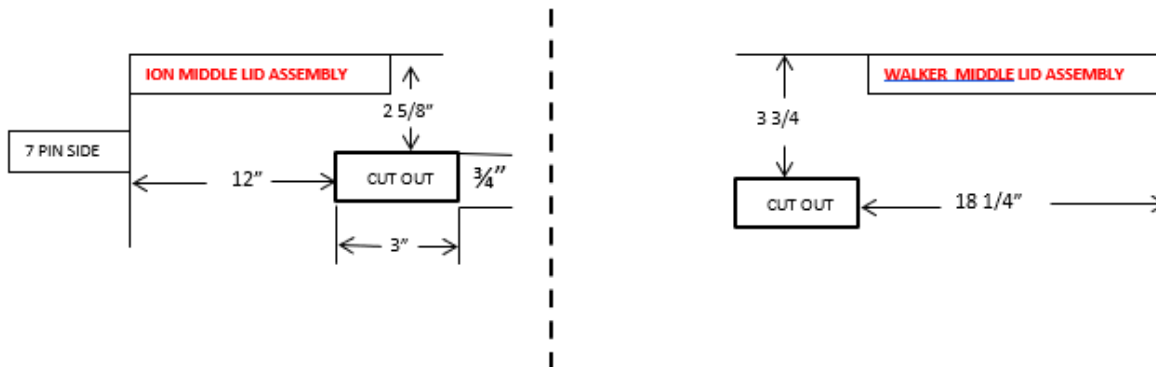 ION MIDDLE LID ASSEMBLY
2 5/8”
7 PIN SIDE
12”
CUT OUT
¾”
3”
WALKER MIDDLE LID ASSEMBLY
3 3/4
CUT OUT
18 1/4”